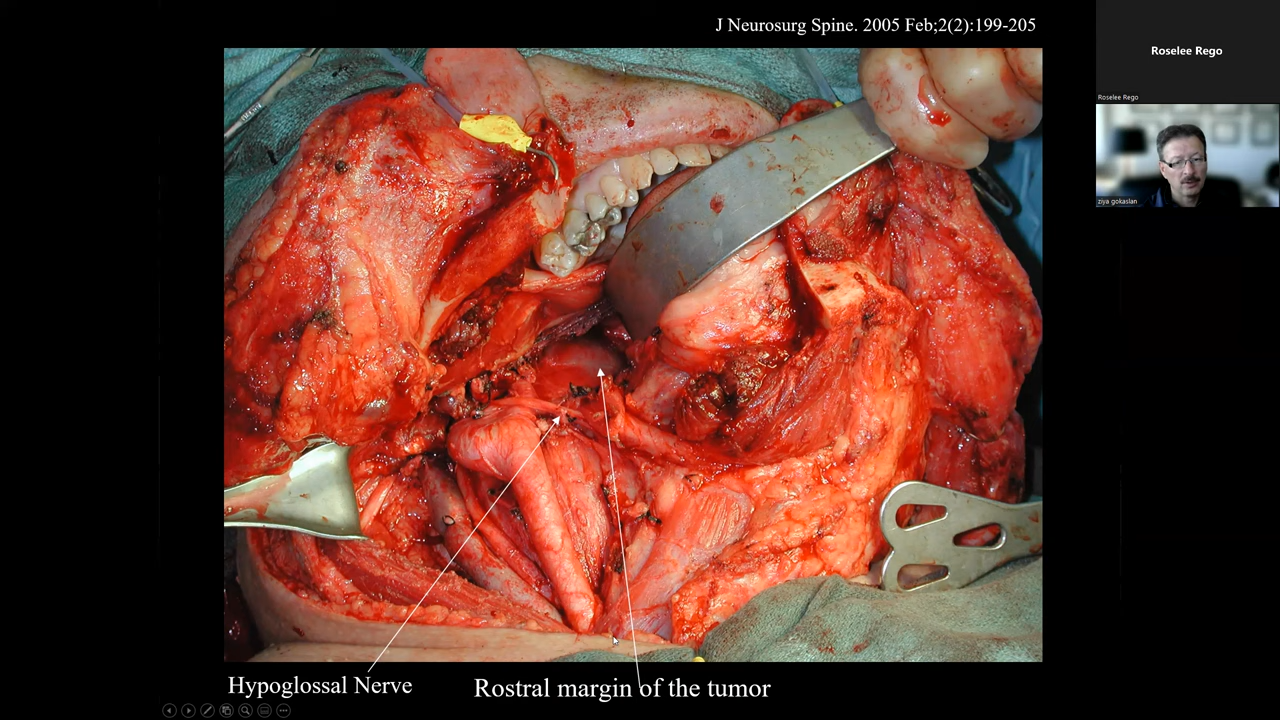 J Neurosurg Spine. 2005 Feb;2(2):199-205
Roselee Rego
Roselee Rego
ziya gokaslan
Hypoglossal Nerve
Rostral margin of the tumor